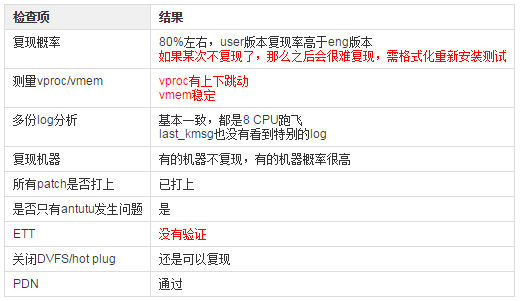 检查项 结果
复现概率 80%左右，user版本复现率高于eng版本
如果某次不复现了，那么之后会很难复现，需格式化重新安装测试
测量vproc/vmem vproc有上下跳动
vmem稳定
多份log分析 基本一致，都是8 CPU跑飞
last_kmsg也没有看到特别的log
复现机器 有的机器不复现，有的机器概率很高
所有patch是否打上 已打上
是否只有antutu发生问题 是
ETT 没有验证
关闭DVFS/hot plug 还是可以复现
PDN 通过